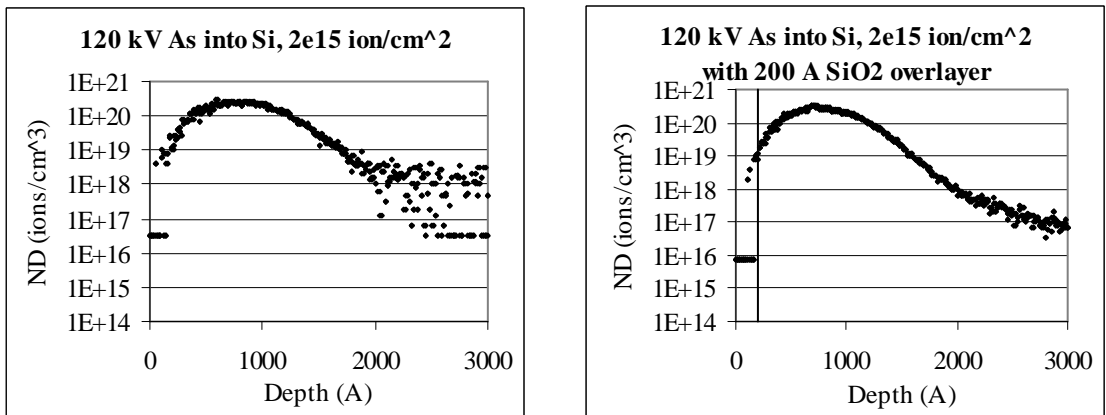 120 kV As into Si, 2e15 ion/cm^2
1E+21
1E+20
1E+19
1E+18
1E+17
1E+16
1E+15
1E+14
ND (ions/cm^3)
0 1000 2000 3000
Depth (A)
120 kV As into Si, 2e15 ion/cm^2
with 200 A SiO2 overlayer
1E+21
1E+20
1E+19
1E+18
1E+17
1E+16
1E+15
1E+14
ND (ions/cm^3)
0 1000 2000 3000
Depth (A)